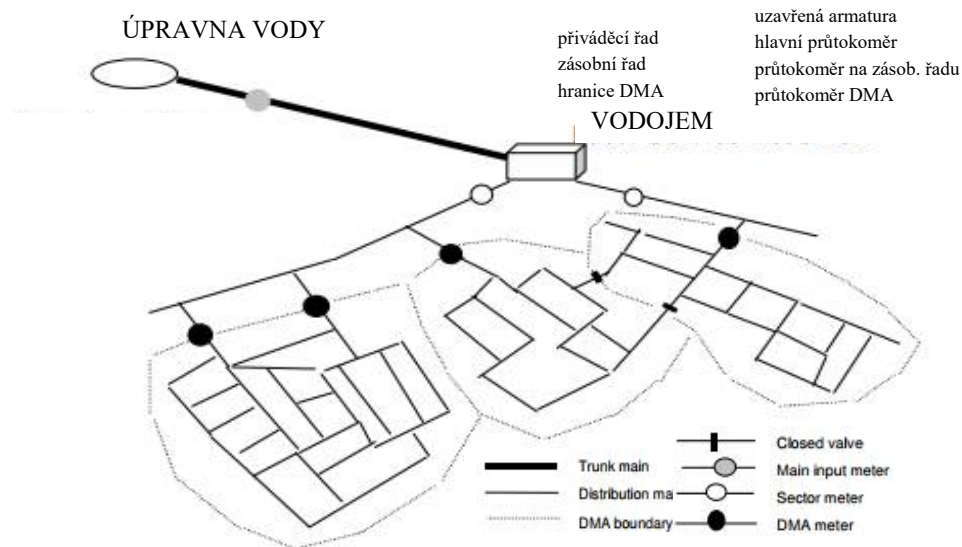 ÚPRAVNA VODY
přiváděcí řad
zásobní řad
hranice DMA
uzavřená armatura
hlavní průtokoměr
průtokoměr na zásob. řadu
průtokoměr DMA
VODOJEM
Trunk main
Distribution ma
DMA boundary
Closed valve
Main input meter
Sector meter
DMA meter